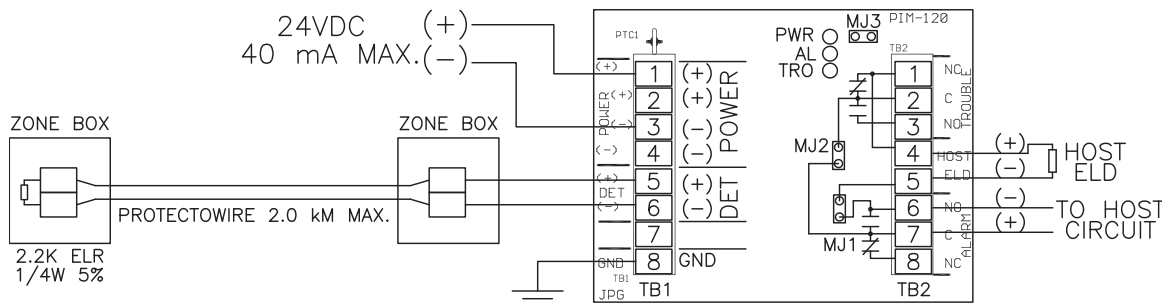 24VDC (+)
40 mA MAX.(-)
ZONE BOX
ZONE BOX
PROTECTOWIRE 2.0 kM MAX.
2.2K ELR
1/4W 5%
PIM-120
MJ3
PWR
AL
TRO
PTC1
TB2
(+) 1 (+)
(+) 2 (+)
(-) 3 (-)
(-) 4 (-)
POWER
POWER
(+) 5 (+)
(-) 6 (-)
DET
DET
7
GND 8 GND
TB1
TB1
JPG
MJ2
MJ1
1 NC
2 C
3 NO
TROUBLE
4 HOST
5 ELD
6 NO
7 C
8 NC
ALARM
TB2
(+)
(-)
HOST
ELD
(-)
(+)
TO HOST
CIRCUIT